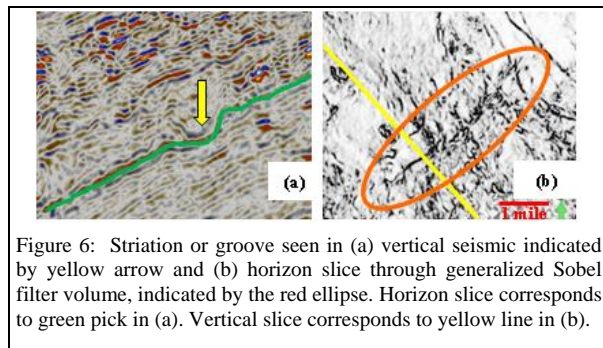 (a)
(b)
1 mile
Figure 6: Striation or groove seen in (a) vertical seismic indicated
by yellow arrow and (b) horizon slice through generalized Sobel
filter volume, indicated by the red ellipse. Horizon slice corresponds
to green pick in (a). Vertical slice corresponds to yellow line in (b).